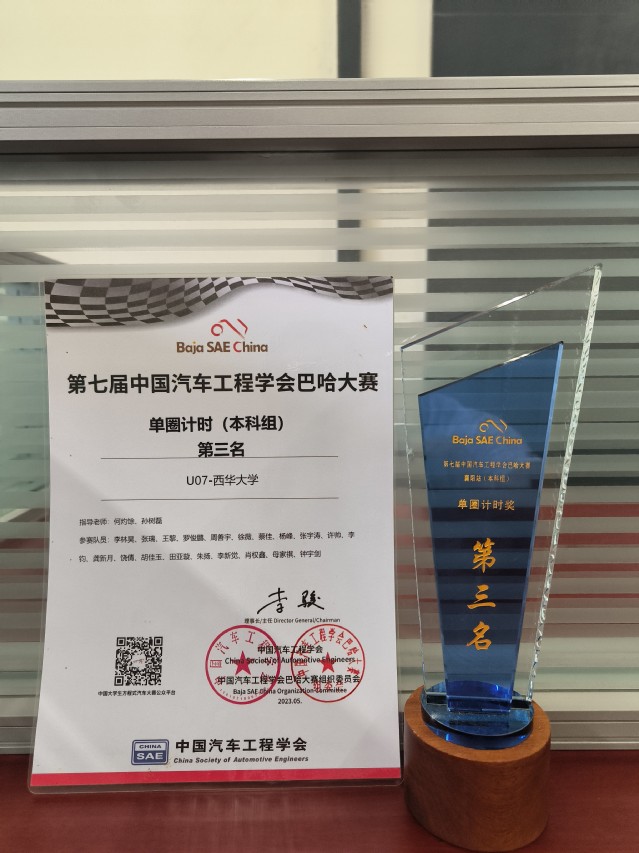 Baja SAE China
第七届中国汽车工程学会巴哈大赛
单圈计时（本科组）
第三名
U07-西华大学
指导老师：何灼馀、孙树磊
参赛队员：李林昊、张瑞、王黎、罗俊鹏、周善宇、徐薇、蔡佳、杨峰、张宇涛、许帅、李
钧、龚新月、饶倩、胡佳玉、田亚璇、朱扬、李新觉、肖权鑫、母家祺、钟宇剑
李骏
理事长/主任 Director General/Chairman
中国汽车工程学会
China Society of Automotive Engineers
中国汽车工程学会巴哈大赛组织委员会
Baja SAE China Organization Committee
2023.05.
中国大学生方程式汽车大赛公众平台
CHINA
SAE
中国汽车工程学会
China Society of Automotive Engineers
Baja SAE China
第七届中国汽车工程学会巴哈大赛
襄阳站（本科组）
单圈计时奖
第三名